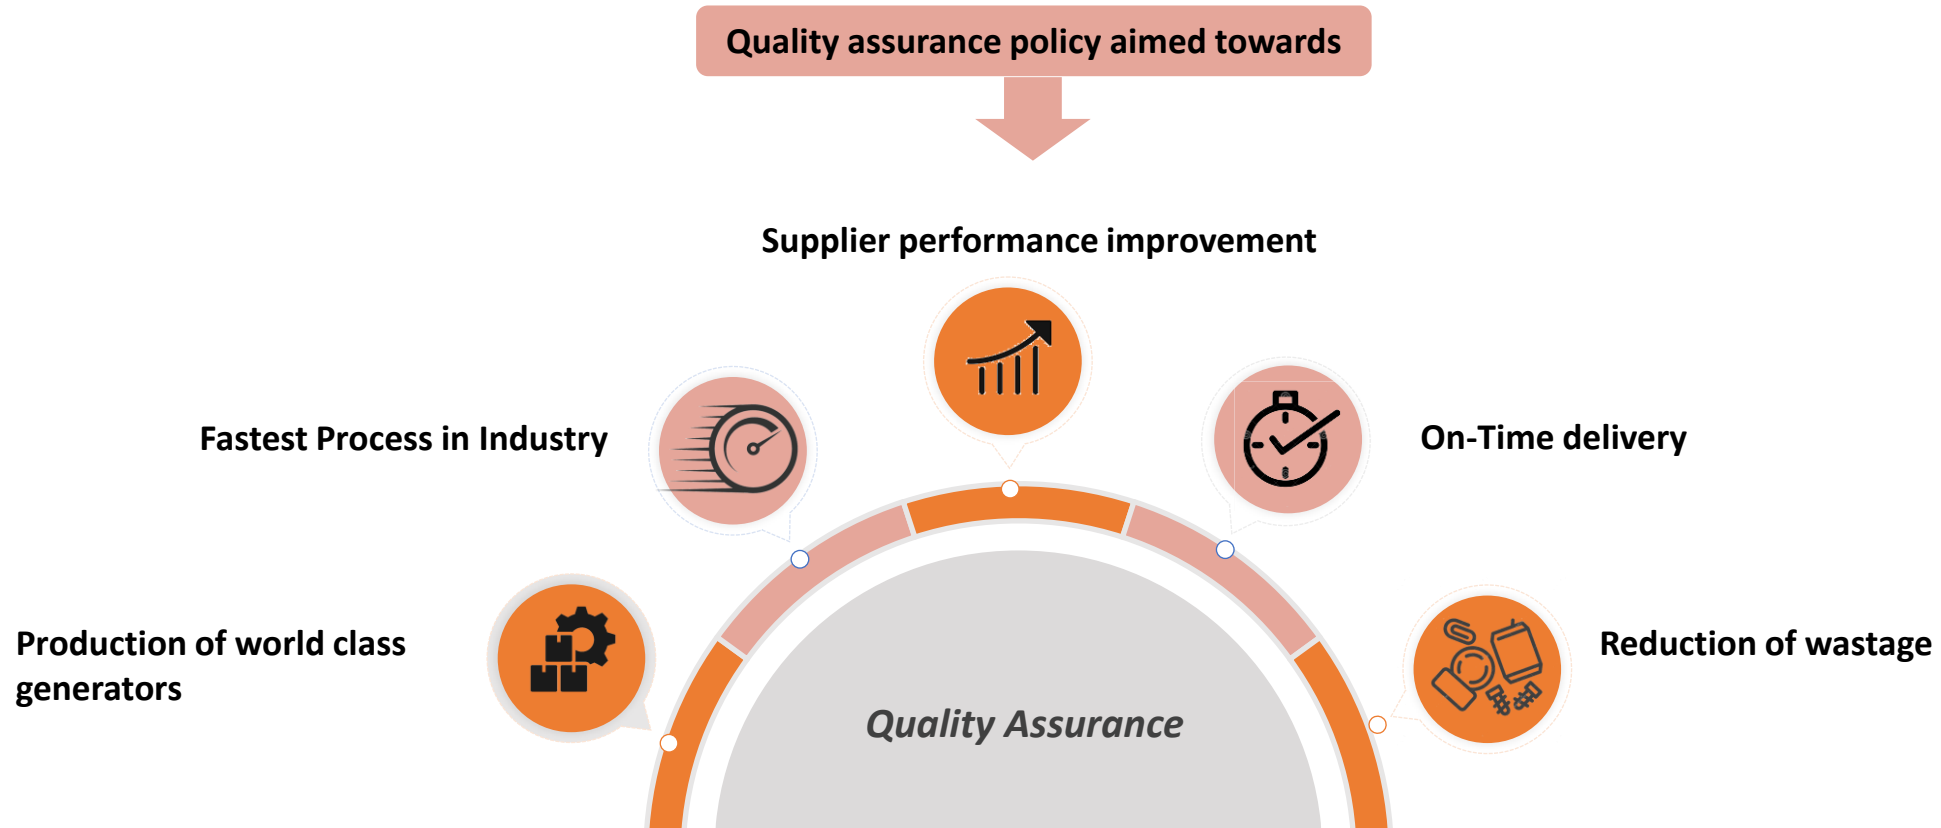 Quality assurance policy aimed towards
Supplier performance improvement
Fastest Process in Industry
On-Time delivery
Production of world class
generators
Reduction of wastage
Quality Assurance